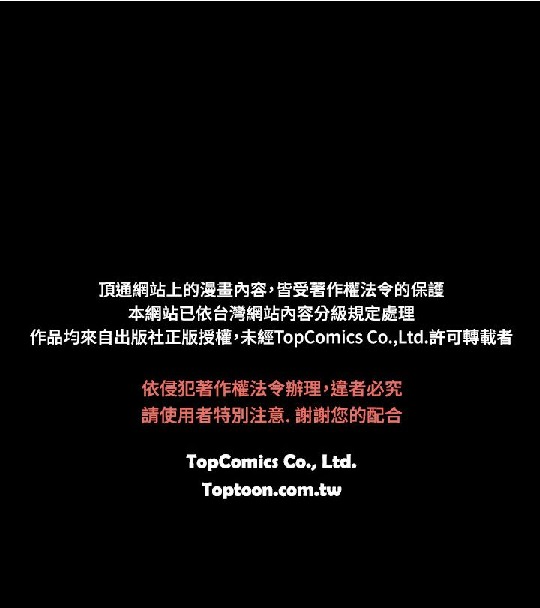 頂通網站上的漫畫內容,皆受著作權法令的保護
本網站已依台灣網站內容分級規定處理
作品均來自出版社正版授權,未經TopComics Co.,Ltd.許可轉載者
依侵犯著作權法令辦理,違者必究
請使用者特別注意. 謝謝您的配合
TopComics Co., Ltd.
Toptoon.com.tw